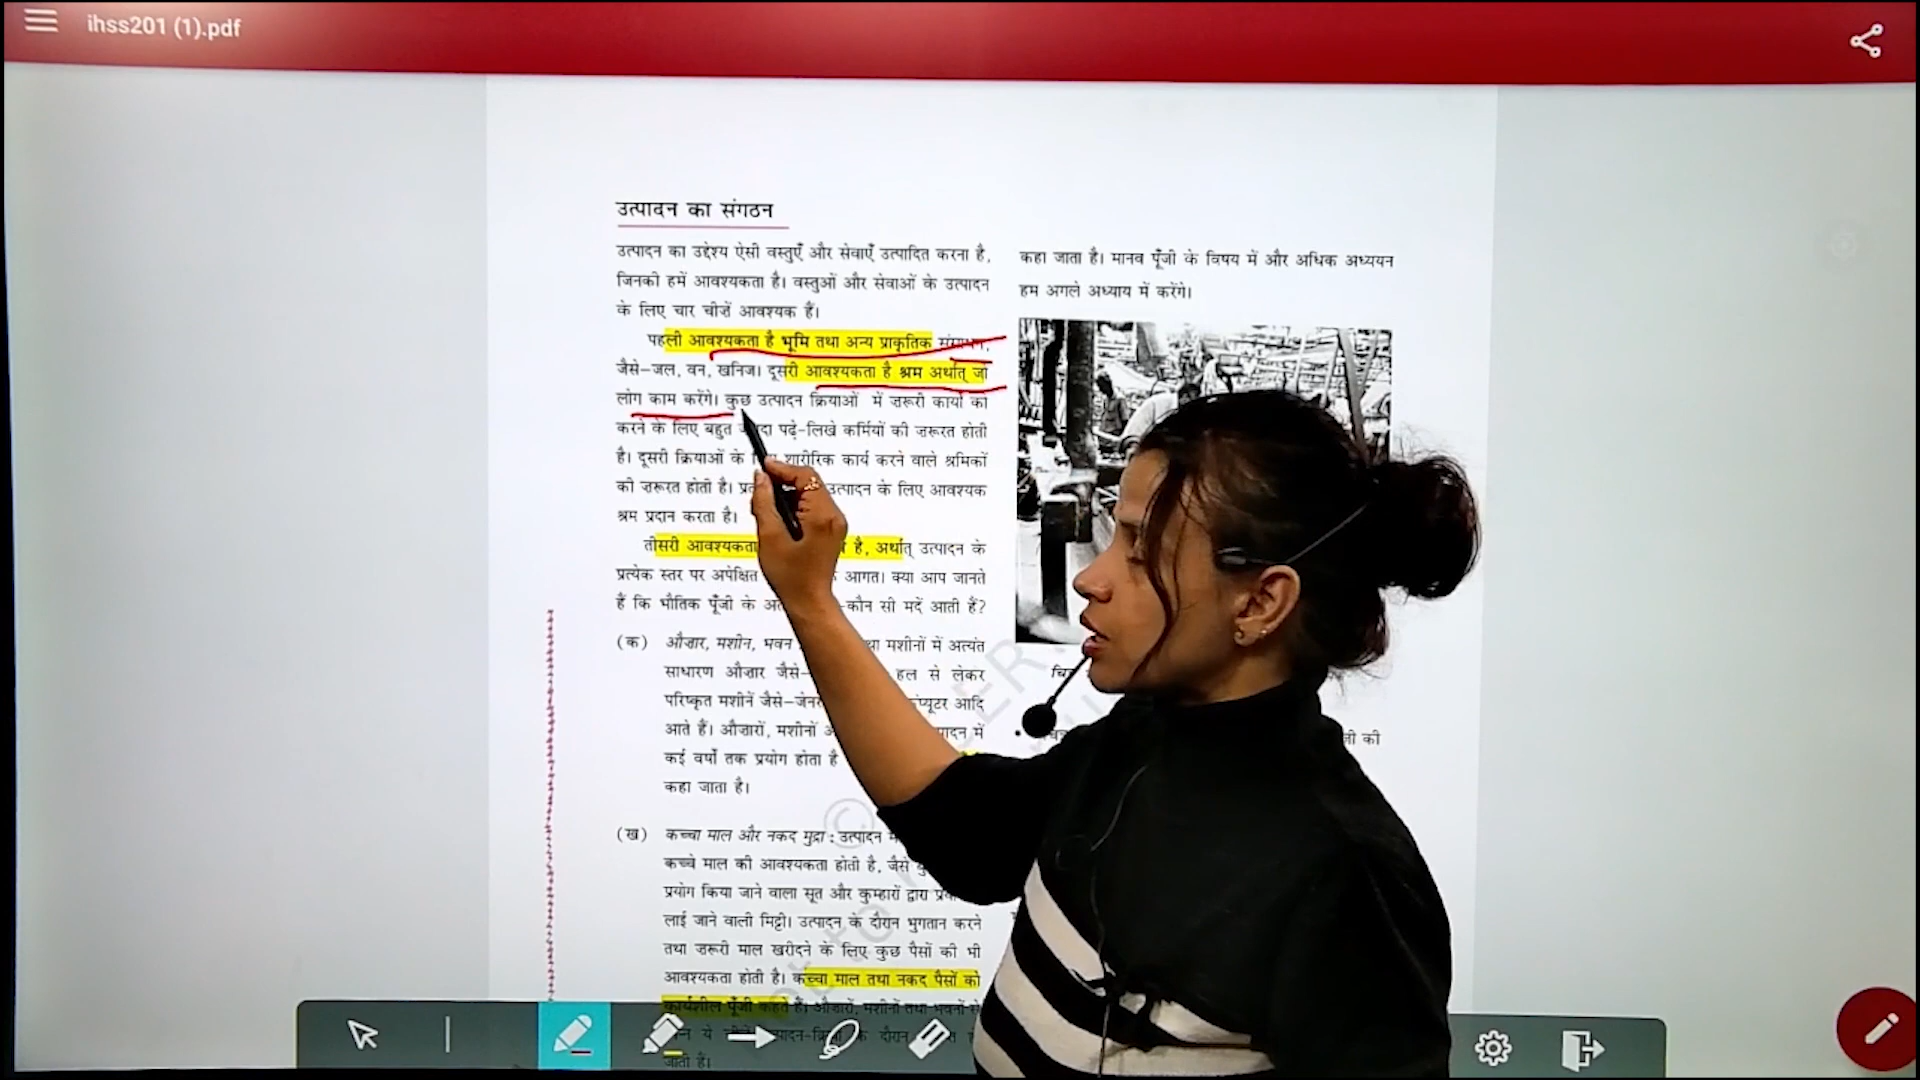 ihss201 (1).pdf
उत्पादन का संगठन
उत्पादन का उद्देश्य ऐसी वस्तुएँ और सेवाएँ उत्पादित करना है,
जिनकी हमें आवश्यकता है। वस्तुओं और सेवाओं के उत्पादन
के लिए चार चीज़ें आवश्यक हैं।
पहली आवश्यकता है भूमि तथा अन्य प्राकृतिक
जैसे—जल, वन, खनिज। दूसरी आवश्यकता है श्रम अर्थात् जो
लोग काम करेंगे। कुछ उत्पादन क्रियाओं में ज़रूरी कार्यों को
करने के लिए बहुत पढ़े-लिखे कर्मियों की ज़रूरत होती
है। दूसरी क्रियाओं के शारीरिक कार्य करने वाले श्रमिकों
की ज़रूरत होती है। उत्पादन के लिए आवश्यक
श्रम प्रदान करता है।
तीसरी आवश्यकता है, अर्थात् उत्पादन के
प्रत्येक स्तर पर अपेक्षित आगत। क्या आप जानते
हैं कि भौतिक पूँजी के -कौन सी मदें आती हैं?
(क) औज़ार, मशीन, भवन मशीनों में अत्यंत
साधारण औज़ार जैसे— हल से लेकर
परिष्कृत मशीनें जैसे— कंप्यूटर आदि
आते हैं। औज़ारों, मशीनों में
कई वर्षों तक प्रयोग होता है
कहा जाता है।
(ख) कच्चा माल और नकद मुद्रा : उत्पादन
कच्चे माल की आवश्यकता होती है, जैसे
प्रयोग किया जाने वाला सूत और कुम्हारों द्वारा
लाई जाने वाली मिट्टी। उत्पादन के दौरान भुगतान करने
तथा ज़रूरी माल खरीदने के लिए कुछ पैसों की भी
आवश्यकता होती है। कच्चा माल तथा नकद पैसों को
कार्यशील पूँजी कहते हैं। औज़ारों, मशीनों तथा भवनों से
ये के दौरान
जाती हैं।
कहा जाता है। मानव पूँजी के विषय में और अधिक अध्ययन
हम अगले अध्याय में करेंगे।
की